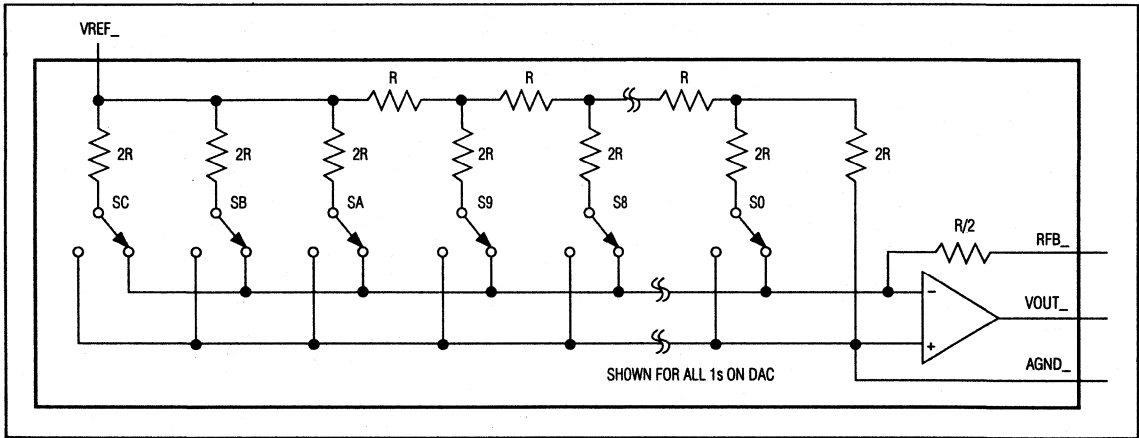 VREF_
R R R
2R 2R 2R 2R 2R 2R 2R
SC SB SA S9 S8 S0
R/2
RFB_
VOUT_
AGND_
−
+
SHOWN FOR ALL 1s ON DAC